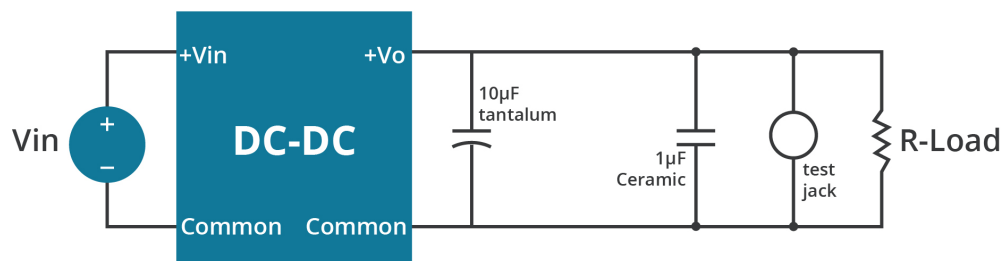 +Vin
+Vo
10µF
tantalum
Vin
+
−
DC-DC
1µF
Ceramic
test
jack
R-Load
Common
Common